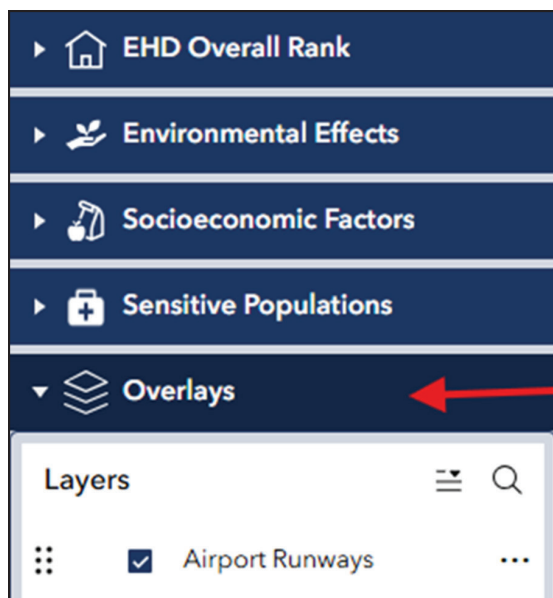 EHD Overall Rank
Environmental Effects
Socioeconomic Factors
Sensitive Populations
Overlays
Layers
Airport Runways